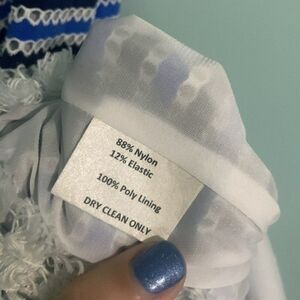 88% Nylon
12% Elastic
100% Poly Lining
DRY CLEAN ONLY